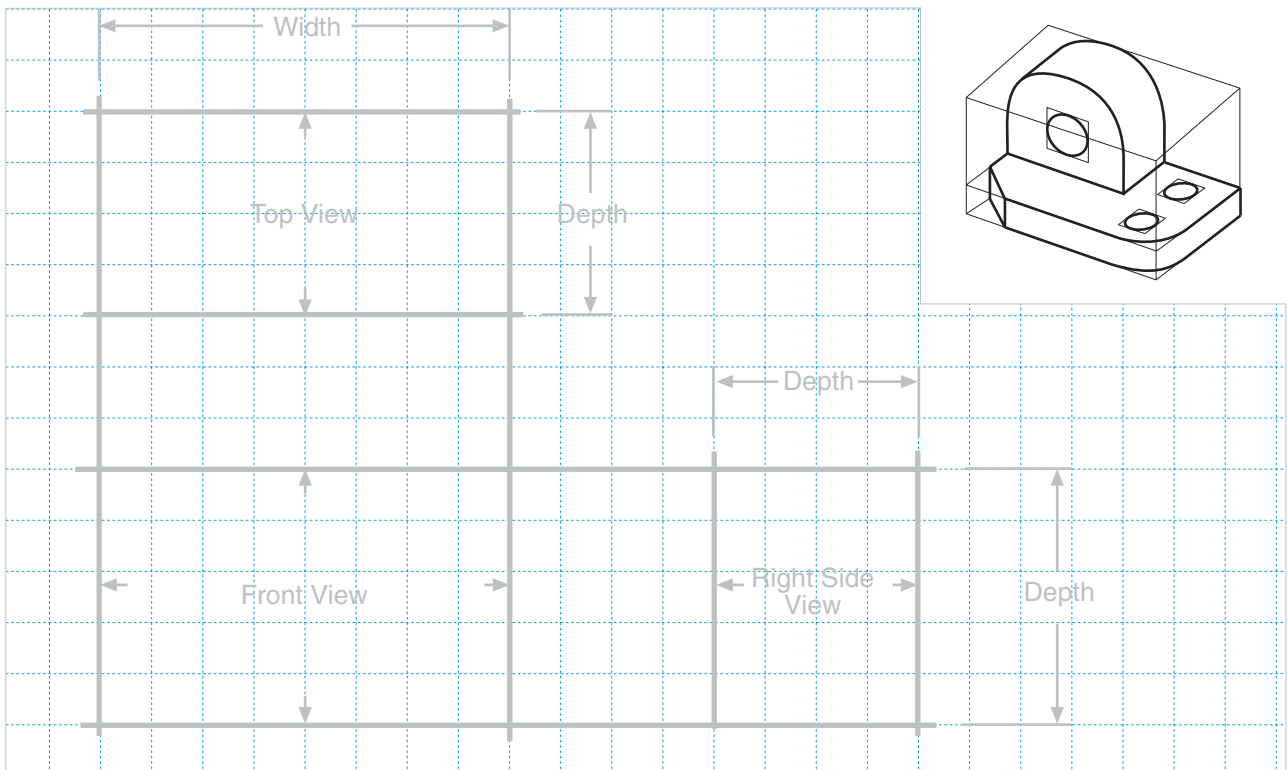 Width
Top View
Depth
Depth
Front View
Right Side
View
Depth